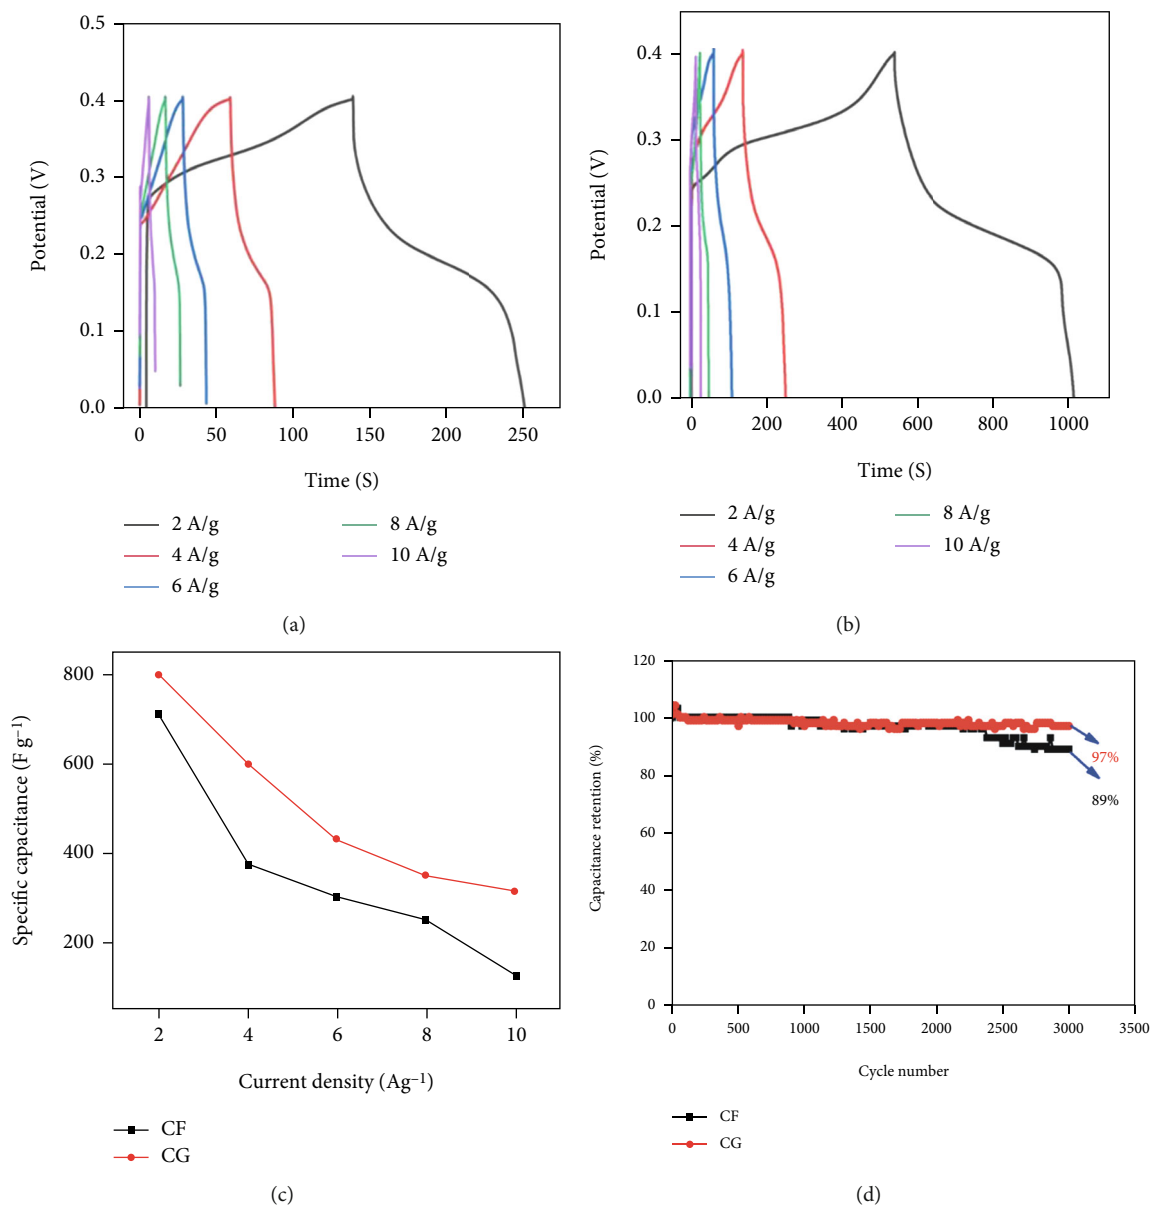 0.5
0.4
0.3
0.2
0.1
0.0
Potential (V)
0 50 100 150 200 250
Time (S)
2 A/g
4 A/g
6 A/g
8 A/g
10 A/g
(a)
0.4
0.3
0.2
0.1
0.0
Potential (V)
0 200 400 600 800 1000
Time (S)
2 A/g
4 A/g
6 A/g
8 A/g
10 A/g
(b)
800
600
400
200
Specific capacitance (F g⁻¹)
2 4 6 8 10
Current density (Ag⁻¹)
CF
CG
(c)
120
100
80
60
40
20
0
Capacitance retention (%)
97%
89%
0 500 1000 1500 2000 2500 3000 3500
Cycle number
CF
CG
(d)